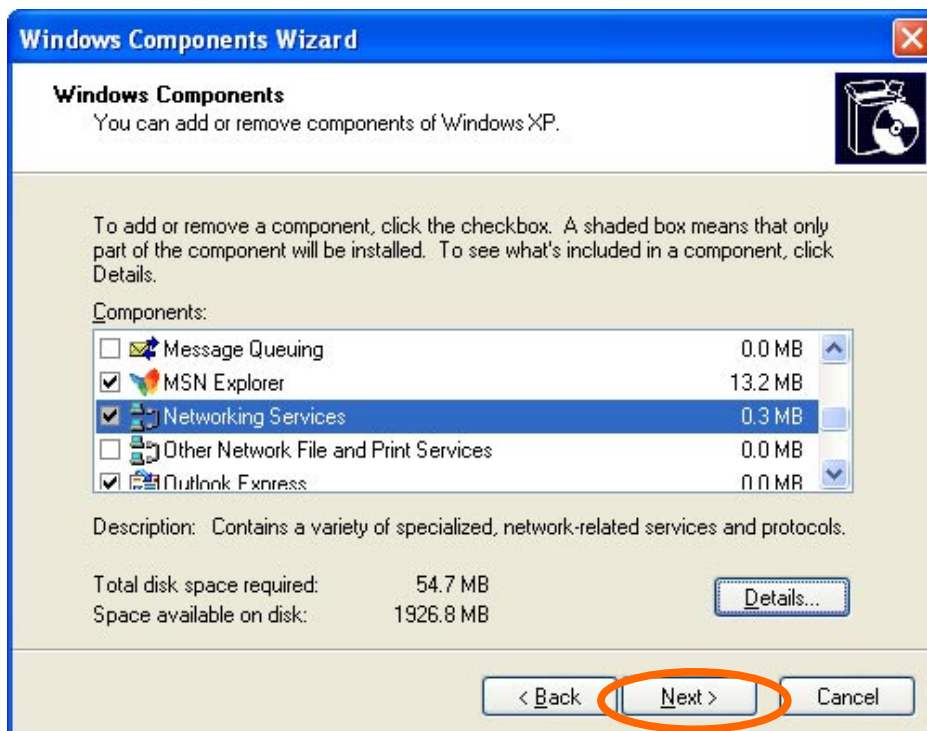 Windows Components Wizard
Windows Components
You can add or remove components of Windows XP.
To add or remove a component, click the checkbox. A shaded box means that only
part of the component will be installed. To see what's included in a component, click
Details.
Components:
Message Queuing 0.0 MB
MSN Explorer 13.2 MB
Networking Services 0.3 MB
Other Network File and Print Services 0.0 MB
Outlook Express 0.0 MB
Description: Contains a variety of specialized, network-related services and protocols.
Total disk space required: 54.7 MB
Space available on disk: 1926.8 MB
Details...
< Back Next > Cancel